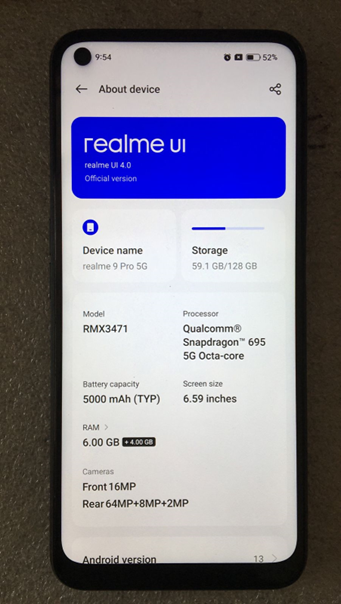 9:54 52%
About device
realme UI
realme UI 4.0
Official version
Device name
realme 9 Pro 5G
Storage
59.1 GB/128 GB
Model
RMX3471
Processor
Qualcomm®
Snapdragon™ 695
5G Octa-core
Battery capacity
5000 mAh (TYP)
Screen size
6.59 inches
RAM >
6.00 GB + 4.00 GB
Cameras
Front 16MP
Rear 64MP+8MP+2MP
Android version 13 >